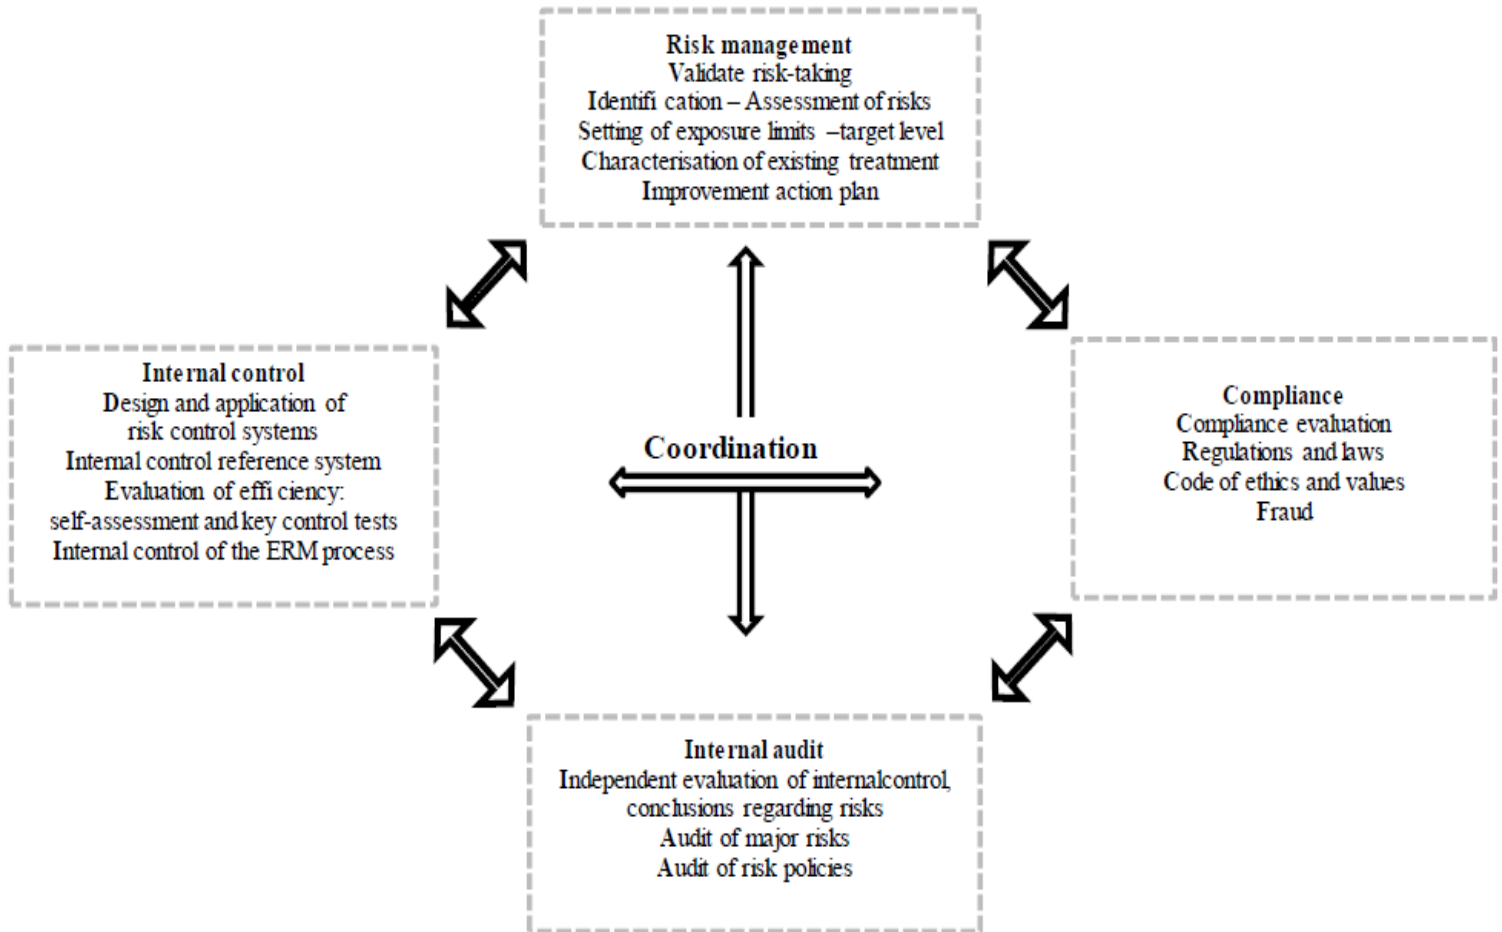 Risk management
Validate risk-taking
Identifi cation – Assessment of risks
Setting of exposure limits –target level
Characterisation of existing treatment
Improvement action plan
Internal control
Design and application of
risk control systems
Internal control reference system
Evaluation of effi ciency:
self-assessment and key control tests
Internal control of the ERM process
Coordination
Compliance
Compliance evaluation
Regulations and laws
Code of ethics and values
Fraud
Internal audit
Independent evaluation of internalcontrol,
conclusions regarding risks
Audit of major risks
Audit of risk policies